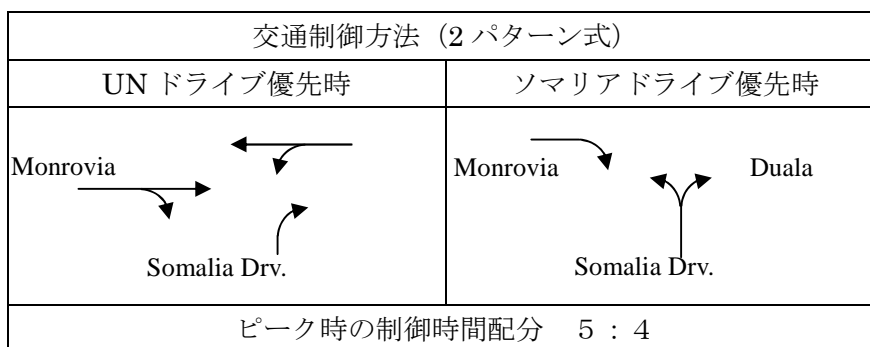 交通制御方法（2 パターン式）
UN ドライブ優先時
ソマリアドライブ優先時
Monrovia
Somalia Drv.
Monrovia
Duala
Somalia Drv.
ピーク時の制御時間配分　５：４